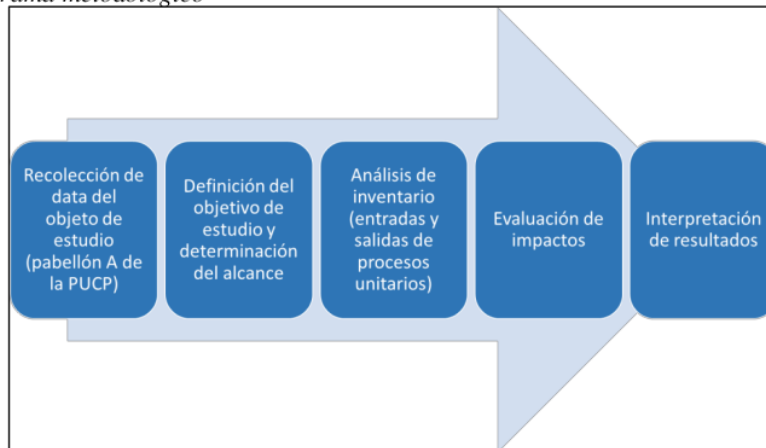 metodológico
Recolección de
data del
objeto de
estudio
(pabellón A de
la PUCP)
Definición del
objetivo de
estudio y
determinación
del alcance
Análisis de
inventario
(entradas y
salidas de
procesos
unitarios)
Evaluación de
impactos
Interpretación
de resultados